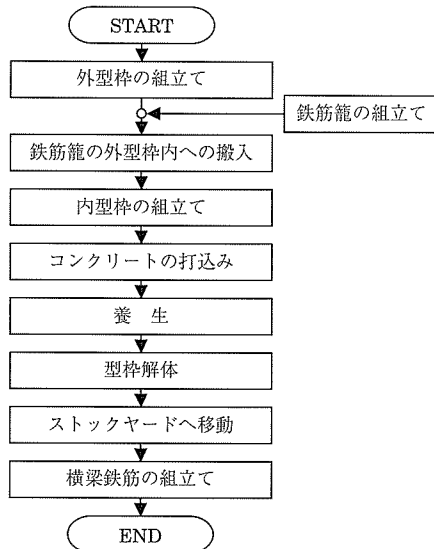 START
外型枠の組立て
鉄筋籠の組立て
鉄筋籠の外型枠内への搬入
内型枠の組立て
コンクリートの打込み
養　生
型枠解体
ストックヤードへ移動
横梁鉄筋の組立て
END